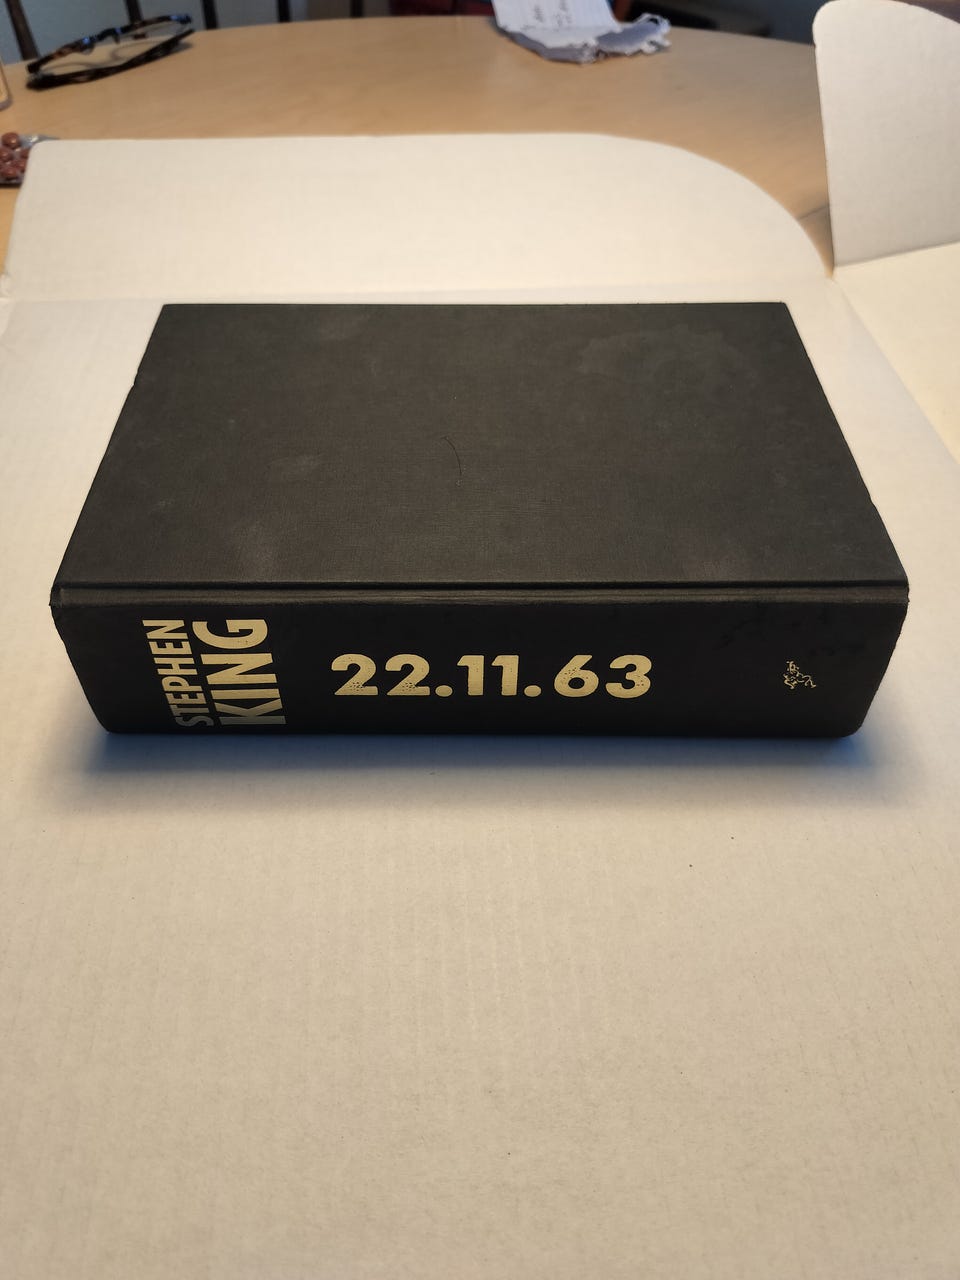 STEPHEN
KING
22.11.63